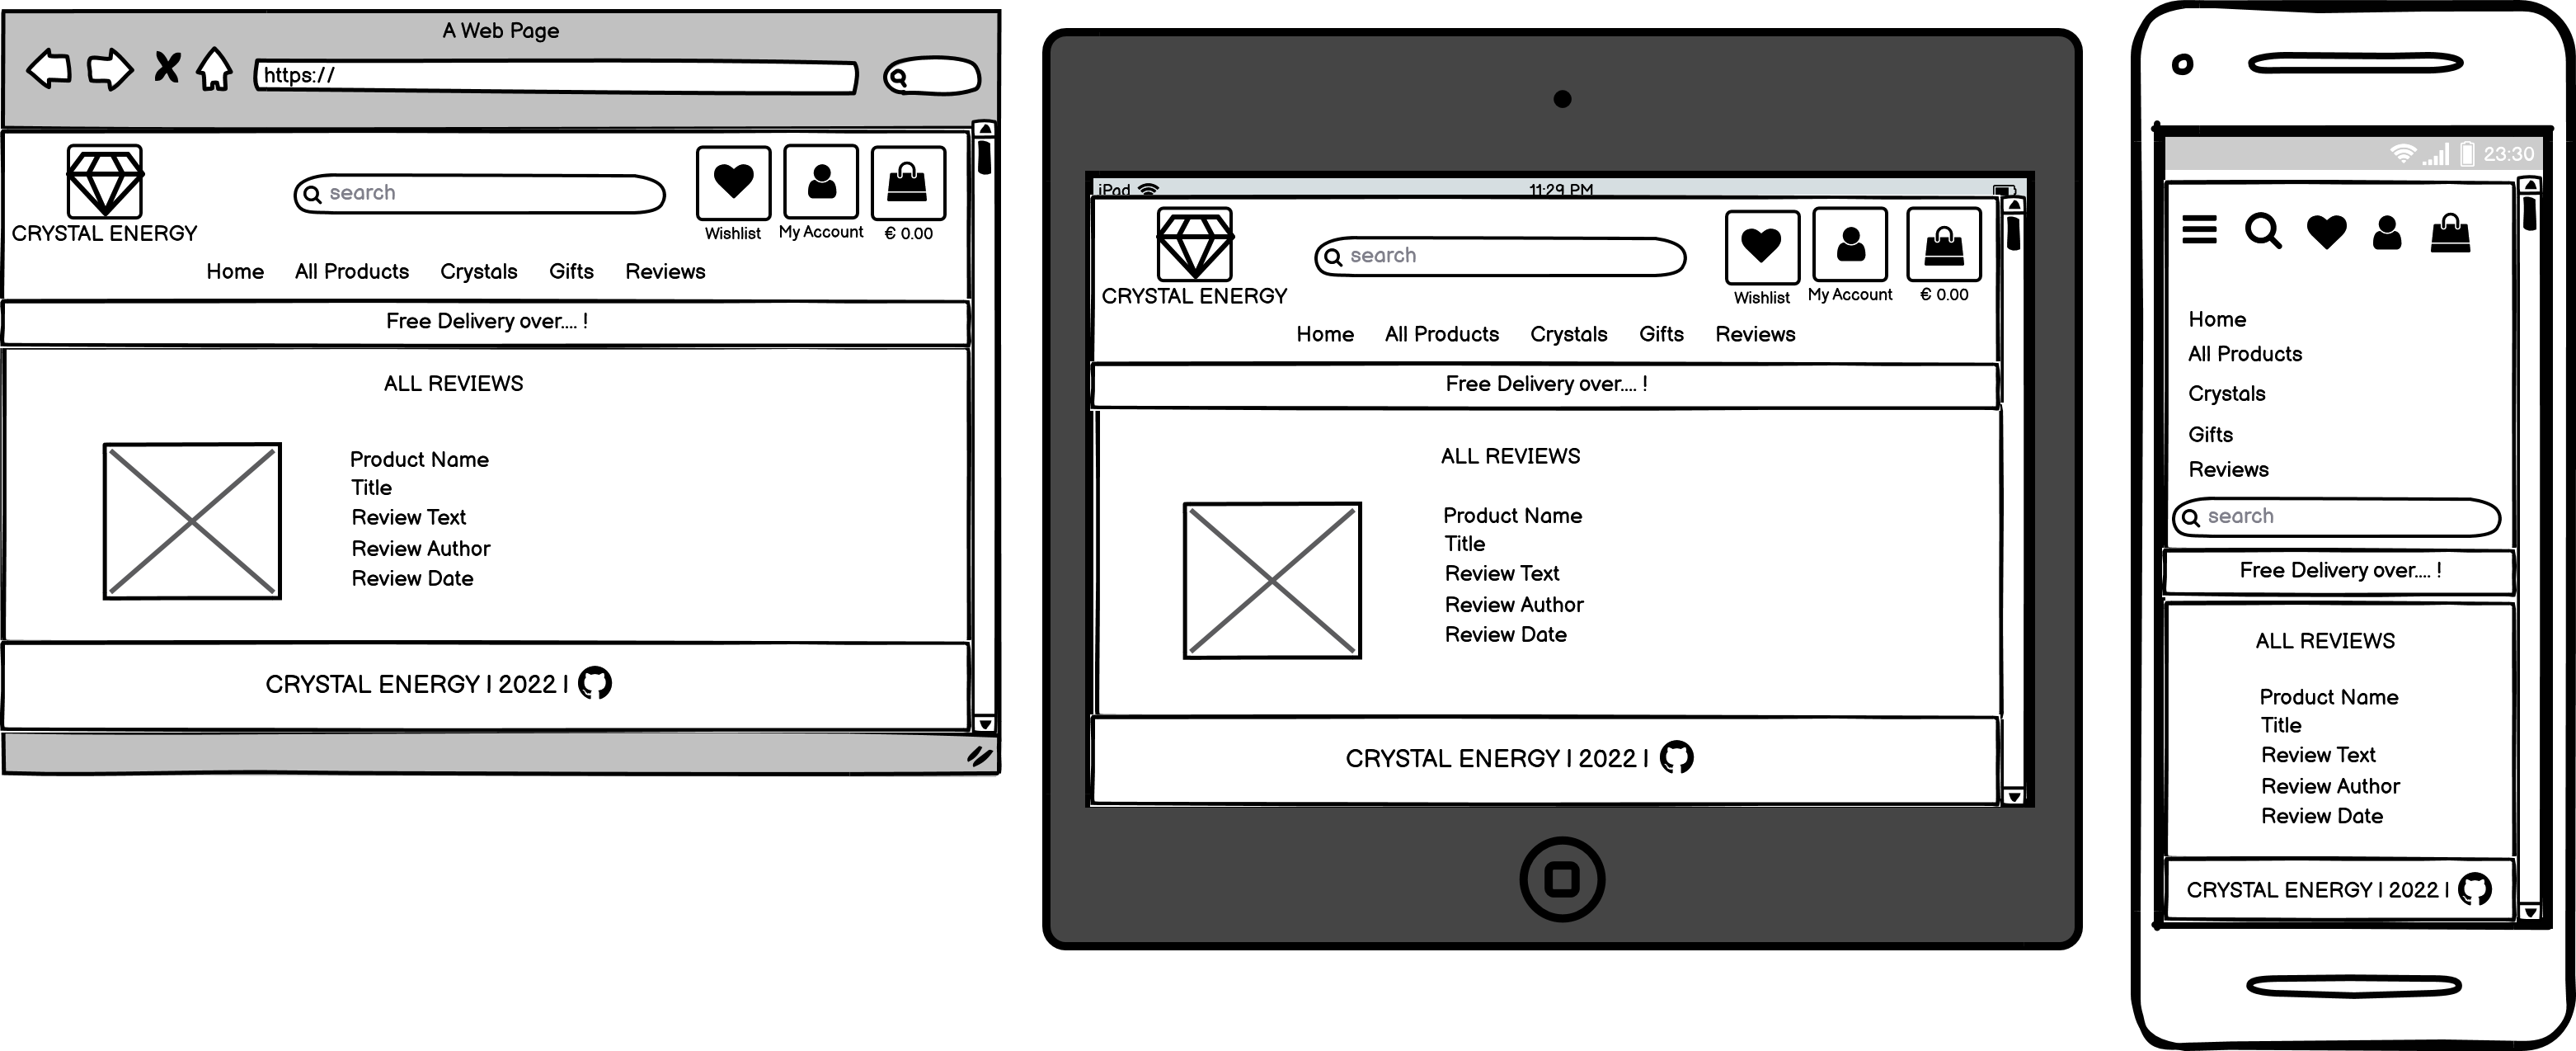 A Web Page
https://
search
CRYSTAL ENERGY
Wishlist
My Account
€ 0.00
Home All Products Crystals Gifts Reviews
Free Delivery over.... !
ALL REVIEWS
Product Name
Title
Review Text
Review Author
Review Date
CRYSTAL ENERGY | 2022 |
iPad
11:29 PM
search
CRYSTAL ENERGY
Wishlist
My Account
€ 0.00
Home All Products Crystals Gifts Reviews
Free Delivery over.... !
ALL REVIEWS
Product Name
Title
Review Text
Review Author
Review Date
CRYSTAL ENERGY | 2022 |
23:30
Home
All Products
Crystals
Gifts
Reviews
search
Free Delivery over.... !
ALL REVIEWS
Product Name
Title
Review Text
Review Author
Review Date
CRYSTAL ENERGY | 2022 |